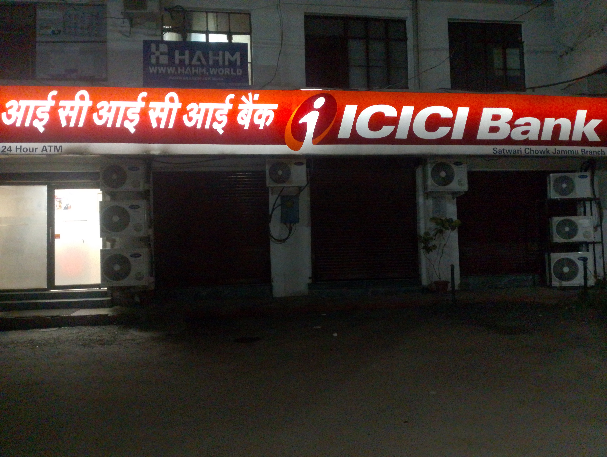 HAHM
WWW.HAHM.WORLD
आई सी आई सी आई बैंक
ICICI Bank
24 Hour ATM
Satwari Chowk Jammu Branch